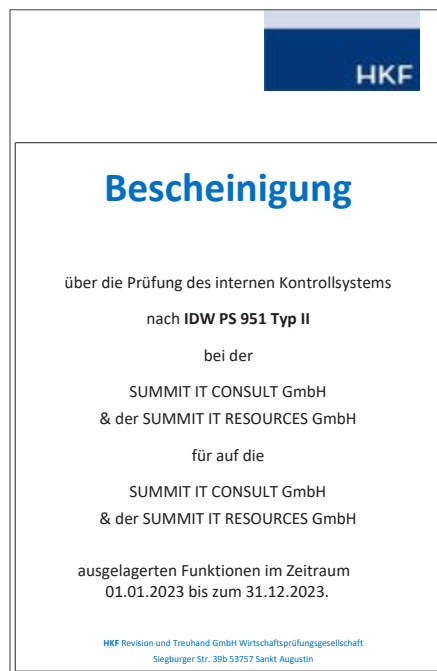 HKF
Bescheinigung
über die Prüfung des internen Kontrollsystems
nach IDW PS 951 Typ II
bei der
SUMMIT IT CONSULT GmbH
& der SUMMIT IT RESOURCES GmbH
für auf die
SUMMIT IT CONSULT GmbH
& der SUMMIT IT RESOURCES GmbH
ausgelagerten Funktionen im Zeitraum
01.01.2023 bis zum 31.12.2023.
HKF Revision und Treuhand GmbH Wirtschaftsprüfungsgesellschaft
Siegburger Str. 39b 53757 Sankt Augustin